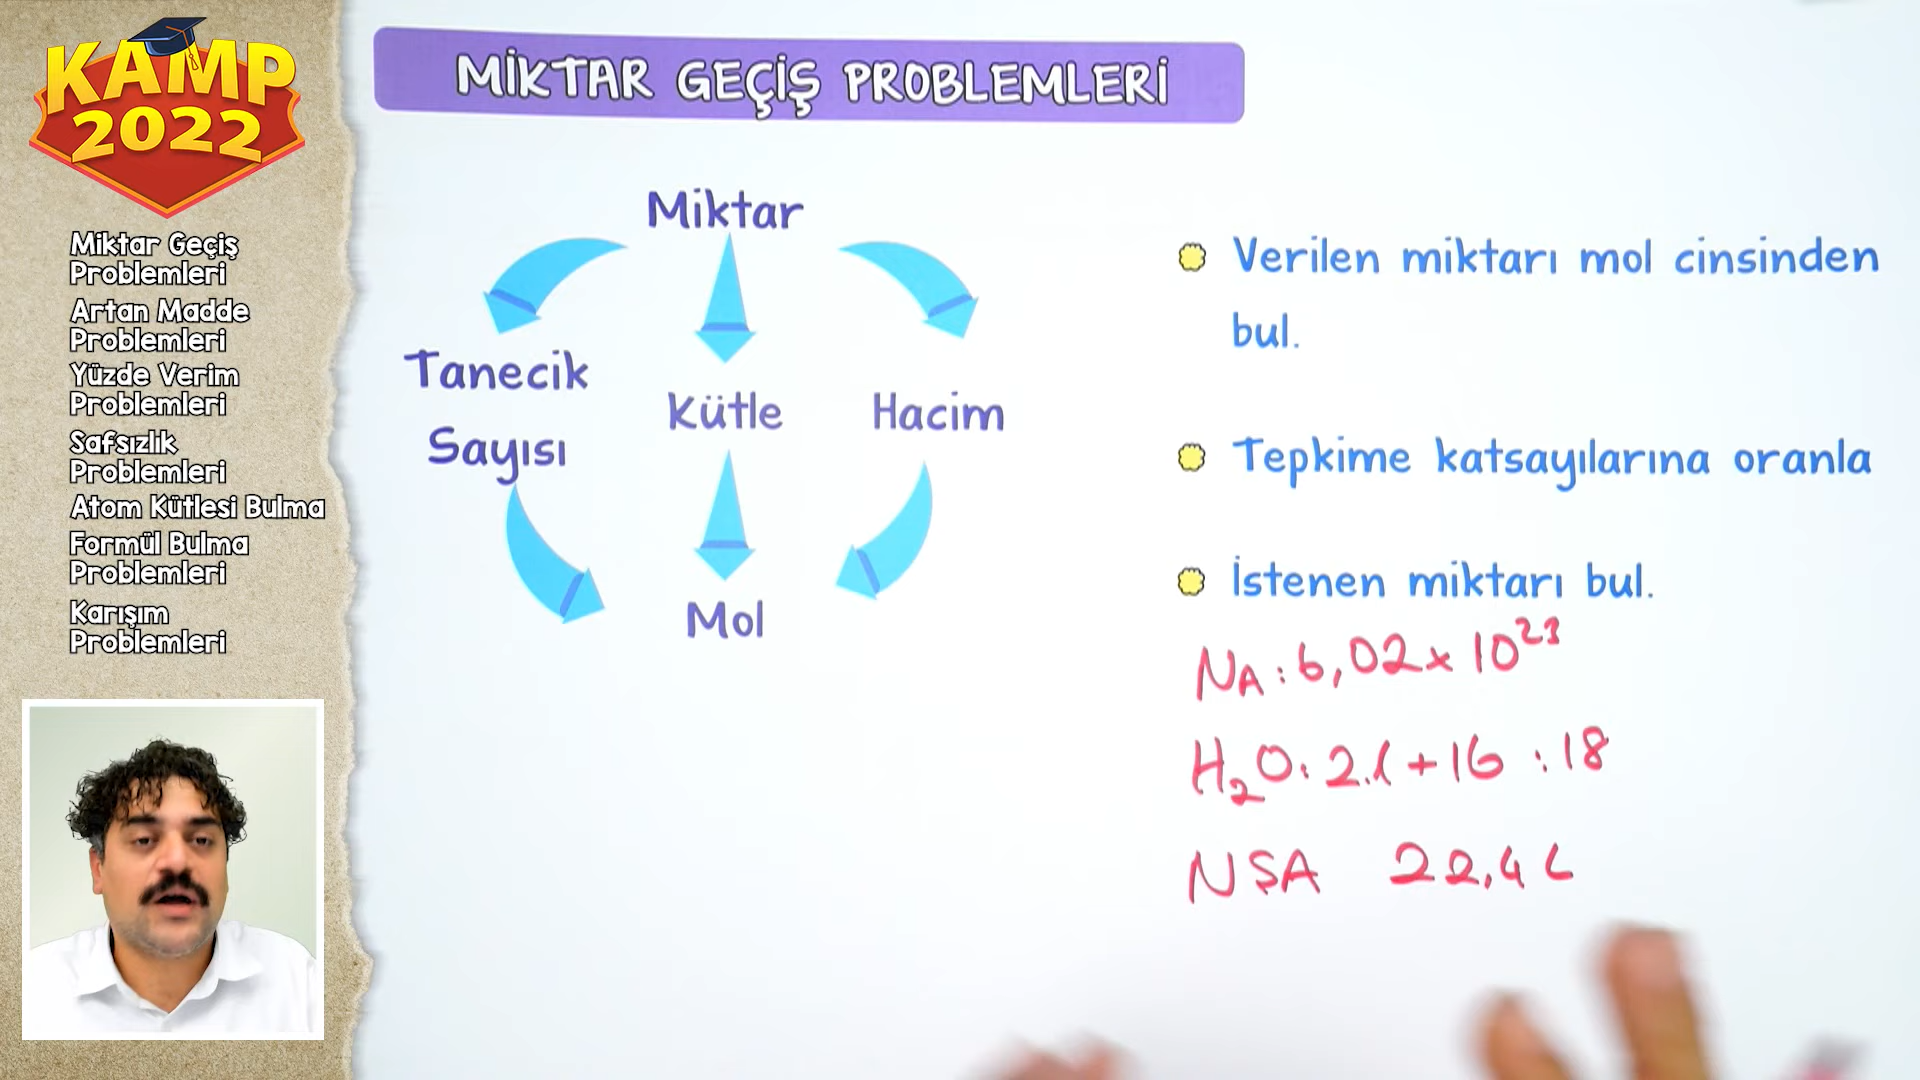 KAMP
2022
Miktar Geçiş
Problemleri
Artan Madde
Problemleri
Yüzde Verim
Problemleri
Safsızlık
Problemleri
Atom Kütlesi Bulma
Formül Bulma
Problemleri
Karışım
Problemleri
MİKTAR GEÇİŞ PROBLEMLERİ
Miktar
Tanecik
Sayısı
Kütle
Hacim
Mol
Verilen miktarı mol cinsinden
bul.
Tepkime katsayılarına oranla
İstenen miktarı bul.
NA : 6,02 x 10²³
H₂O : 2.1 + 16 : 18
NŞA 22,4 L